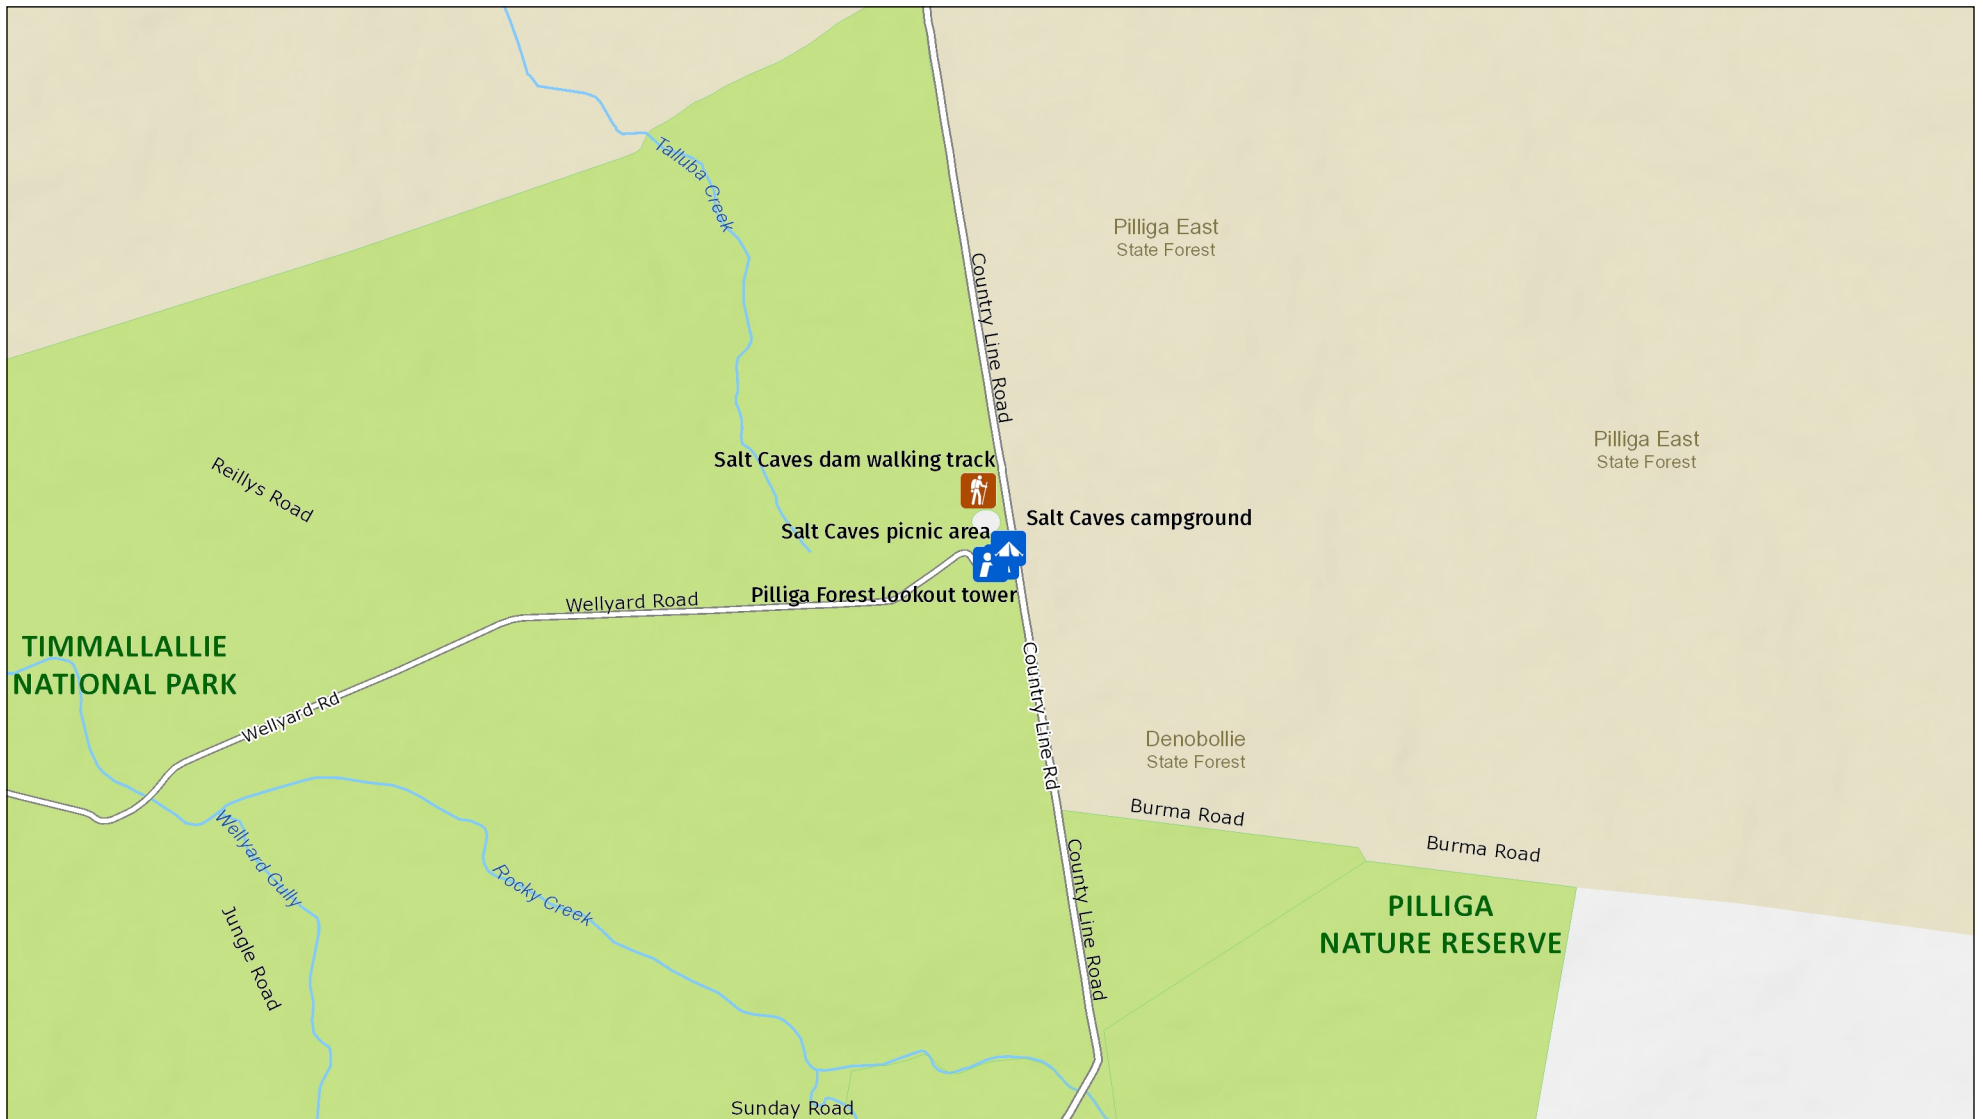 Talluba Creek
Pilliga East
State Forest
Country Line Road
Pilliga East
State Forest
Reillys Road
Salt Caves dam walking track
Salt Caves campground
Salt Caves picnic area
Pilliga Forest lookout tower
Wellyard Road
TIMMALLALLIE
NATIONAL PARK
Wellyard Rd
Country Line Rd
Denobollie
State Forest
Burma Road
Burma Road
Wellyard Gully
Rocky Creek
County Line Road
PILLIGA
NATURE RESERVE
Jungle Road
Sunday Road